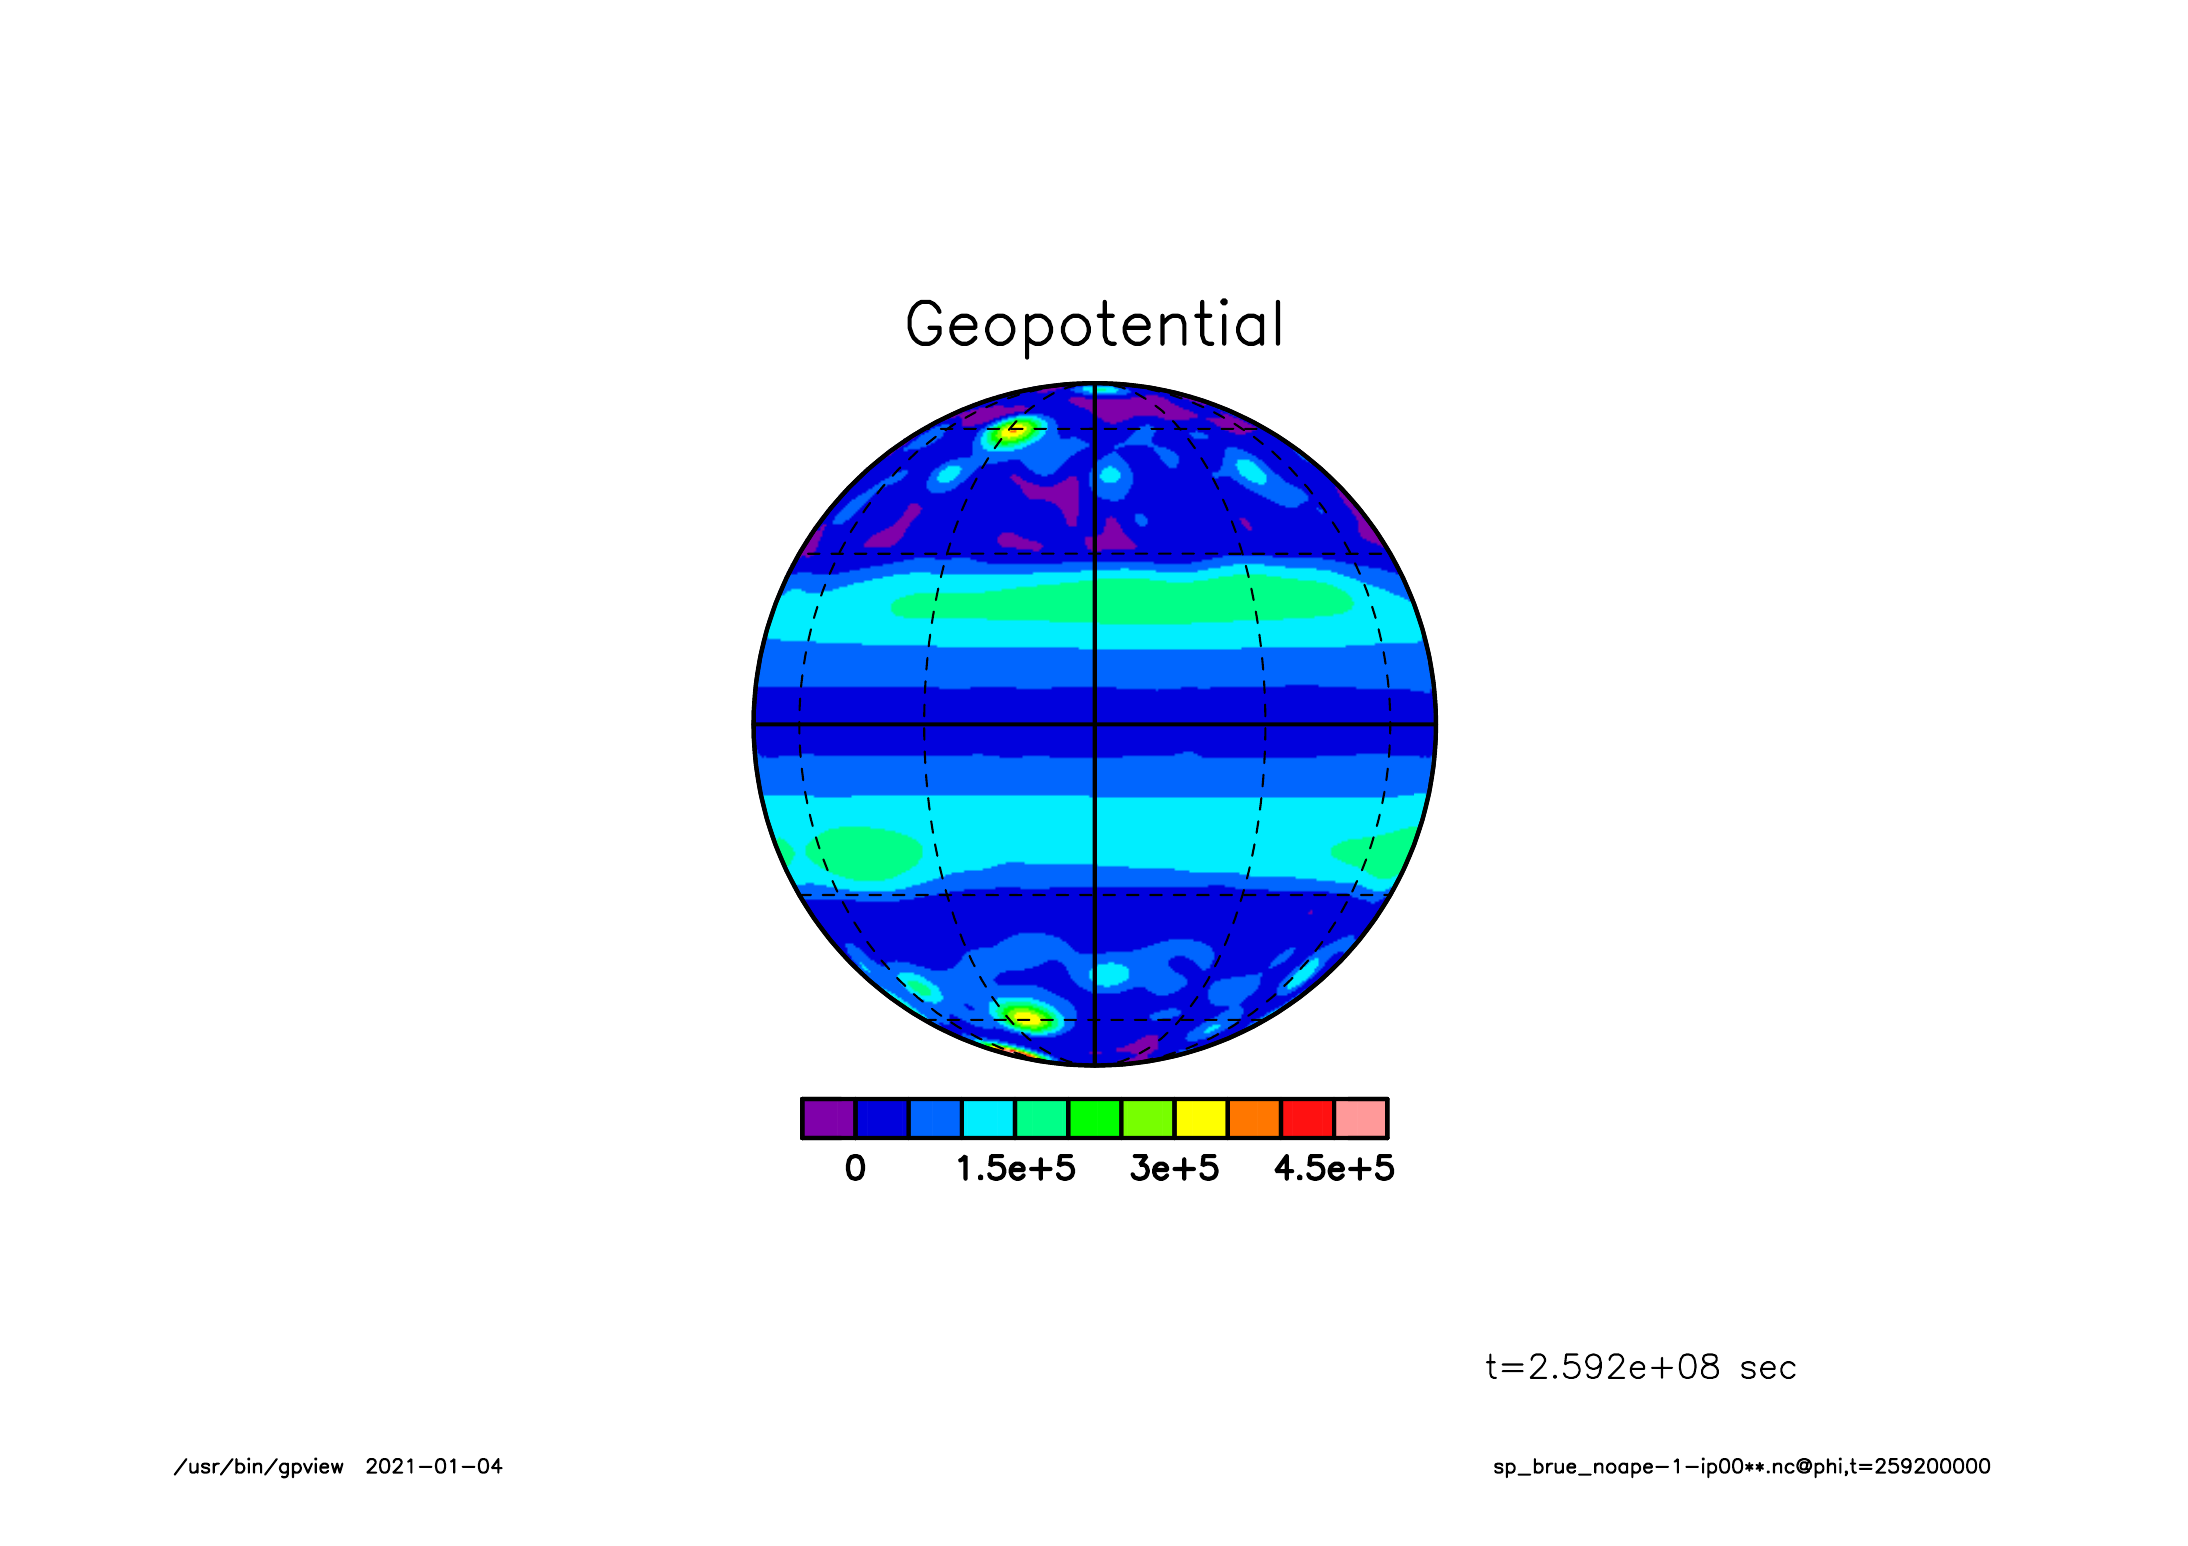 Geopotential
0 1.5e+5 3e+5 4.5e+5
t=2.592e+08 sec
/usr/bin/gpview 2021-01-04
sp_brue_noape-1-ip00**.nc@phi,t=259200000